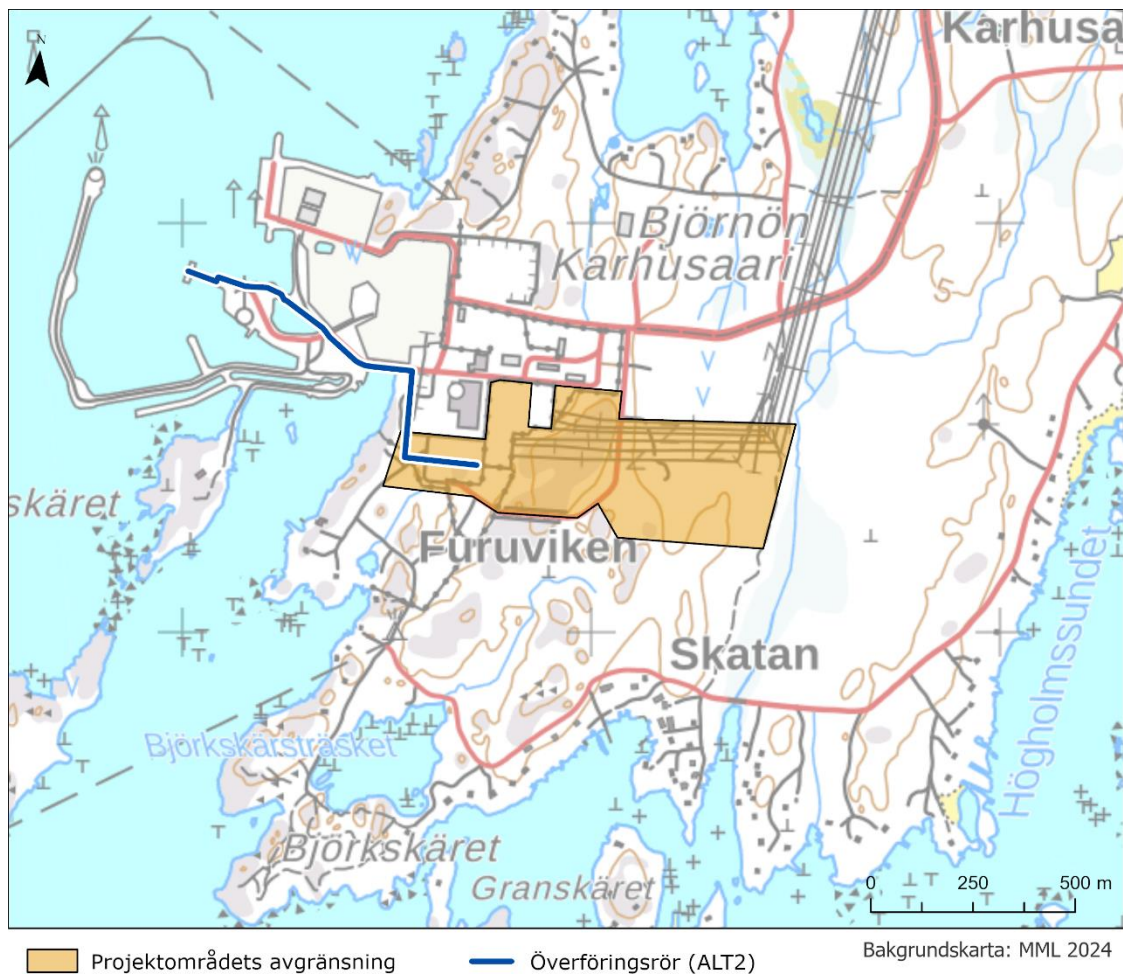 N
Karhusa
Björnön
Karhusaari
5
skäret
Furuviken
Skatan
Högholmssundet
Björkskärsträsket
Björkskäret
Granskäret
0 250 500 m
Projektområdets avgränsning
Överföringsrör (ALT2)
Bakgrundskarta: MML 2024